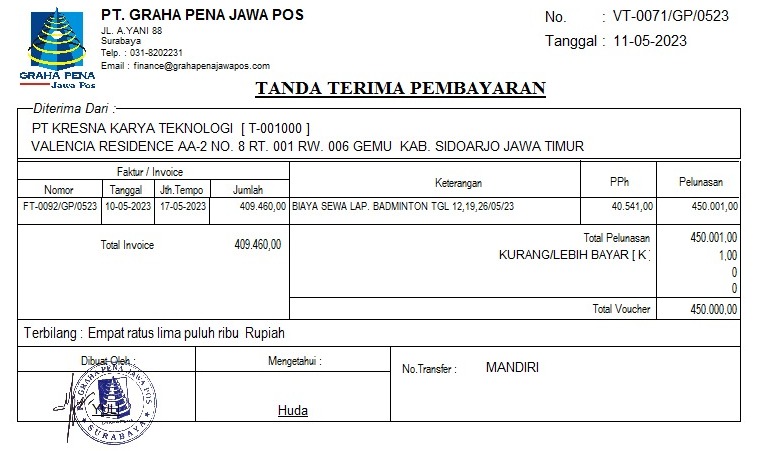 PT. GRAHA PENA JAWA POS
JL. A.YANI 88
Surabaya
Telp. : 031-8202231
Email : finance@grahapenajawapos.com
GRAHA PENA
Jawa Pos
No. : VT-0071/GP/0523
Tanggal : 11-05-2023
TANDA TERIMA PEMBAYARAN
Diterima Dari :
PT KRESNA KARYA TEKNOLOGI [ T-001000 ]
VALENCIA RESIDENCE AA-2 NO. 8 RT. 001 RW. 006 GEMU KAB. SIDOARJO JAWA TIMUR
Faktur / Invoice Keterangan PPh Pelunasan
Nomor Tanggal Jth.Tempo Jumlah
FT-0092/GP/0523 10-05-2023 17-05-2023 409.460,00 BIAYA SEWA LAP. BADMINTON TGL 12,19,26/05/23 40.541,00 450.001,00
Total Invoice 409.460,00 Total Pelunasan 450.001,00
KURANG/LEBIH BAYAR [ K ] 1,00
0
0
Total Voucher 450.000,00
Terbilang : Empat ratus lima puluh ribu Rupiah
Dibuat Oleh : Mengetahui : No.Transfer : MANDIRI
PT. GRAHA PENA JAWA POS
SURABAYA
Huda